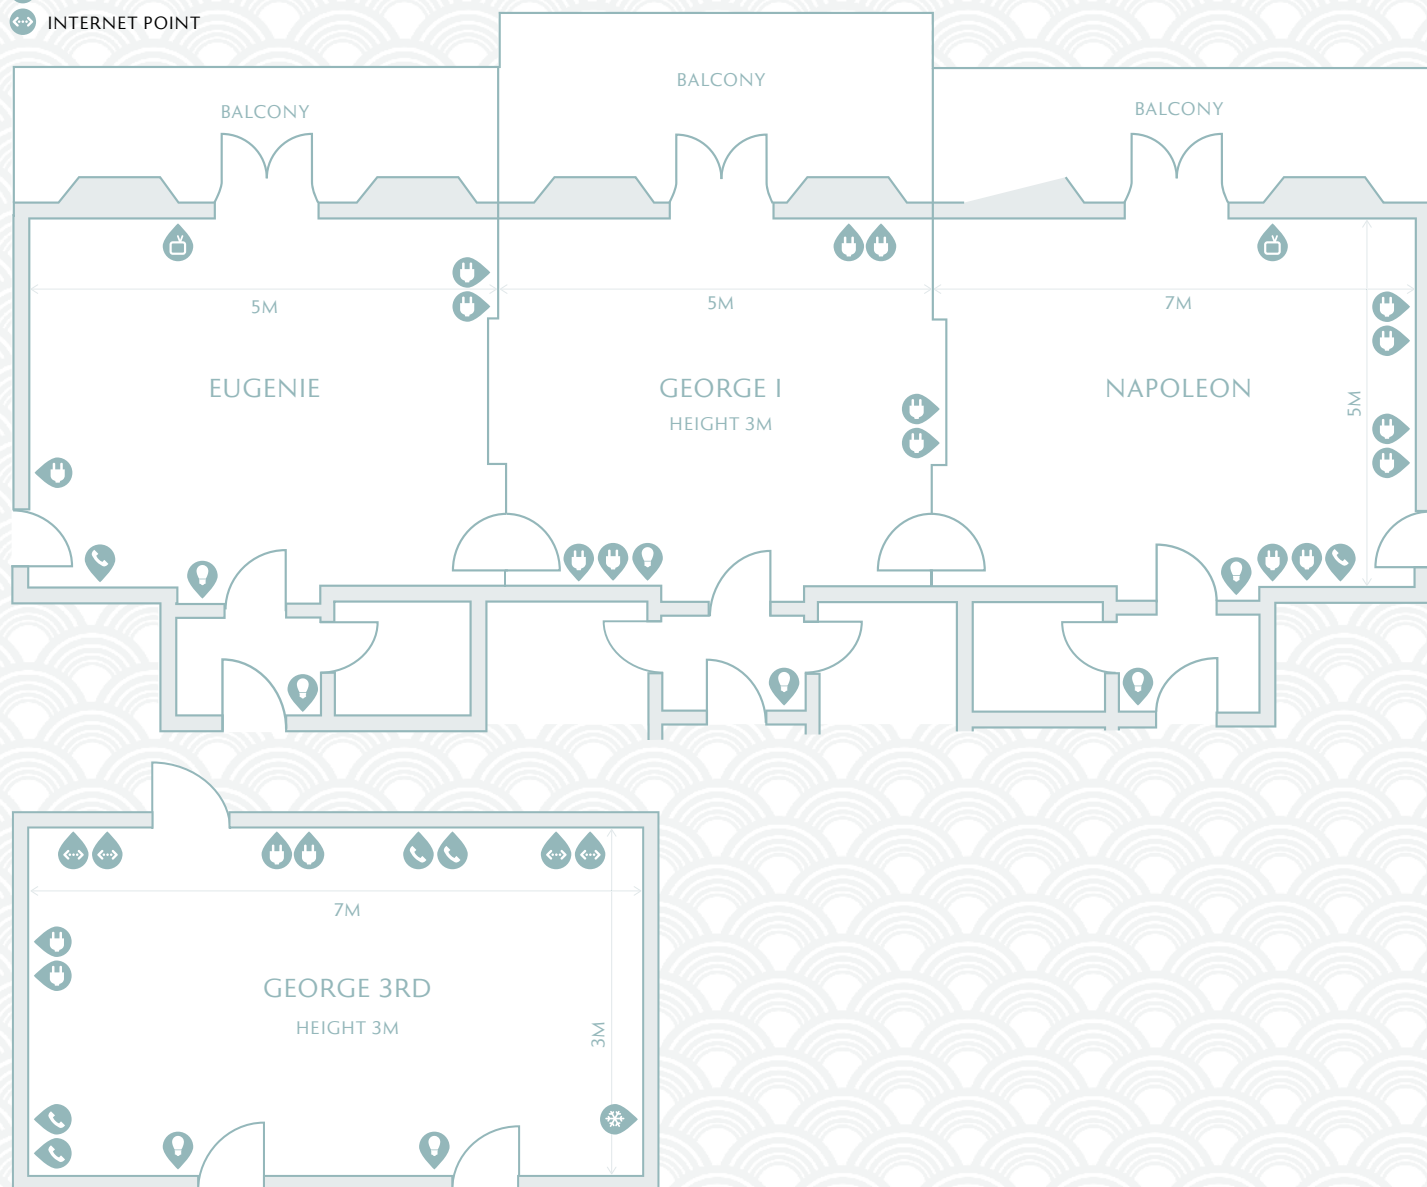 INTERNET POINT
BALCONY
BALCONY
BALCONY
5M
5M
7M
EUGENIE
GEORGE I
HEIGHT 3M
NAPOLEON
5M
7M
GEORGE 3RD
HEIGHT 3M
3M